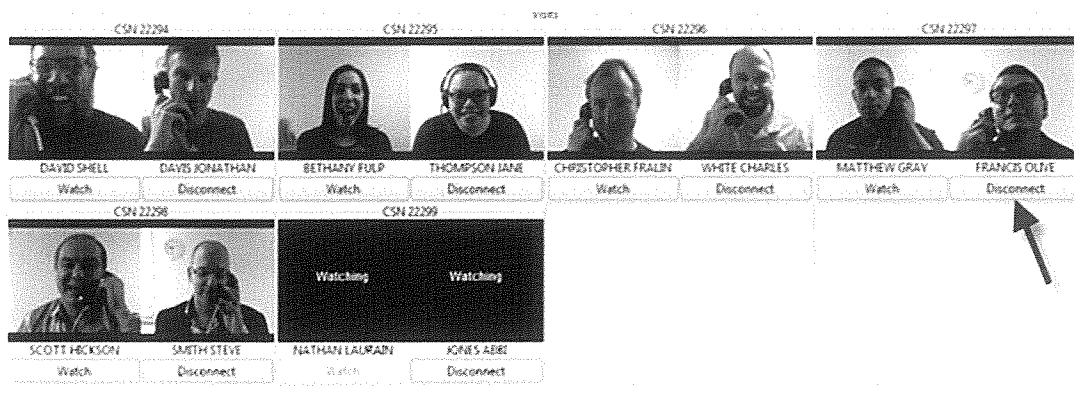 Visits
CSN 22294
CSN 22295
CSN 22296
CSN 22297
DAVID SHELL
DAVIS JONATHAN
BETHANY FULP
THOMPSON JANE
CHRISTOPHER FRALIN
WHITE CHARLES
MATTHEW GRAY
FRANCIS OLIVE
Watch
Disconnect
Watch
Disconnect
Watch
Disconnect
Watch
Disconnect
CSN 22298
CSN 22299
Watching
Watching
SCOTT HICKSON
SMITH STEVE
NATHAN LAURAIN
JONES ABBI
Watch
Disconnect
Watch
Disconnect